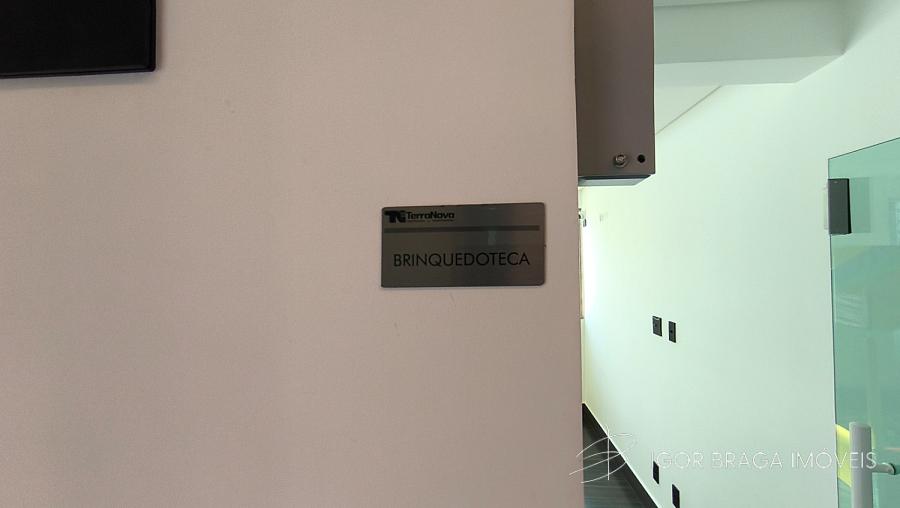 TerraNova
BRINQUEDOTECA
IGOR BRAGA IMÓVEIS